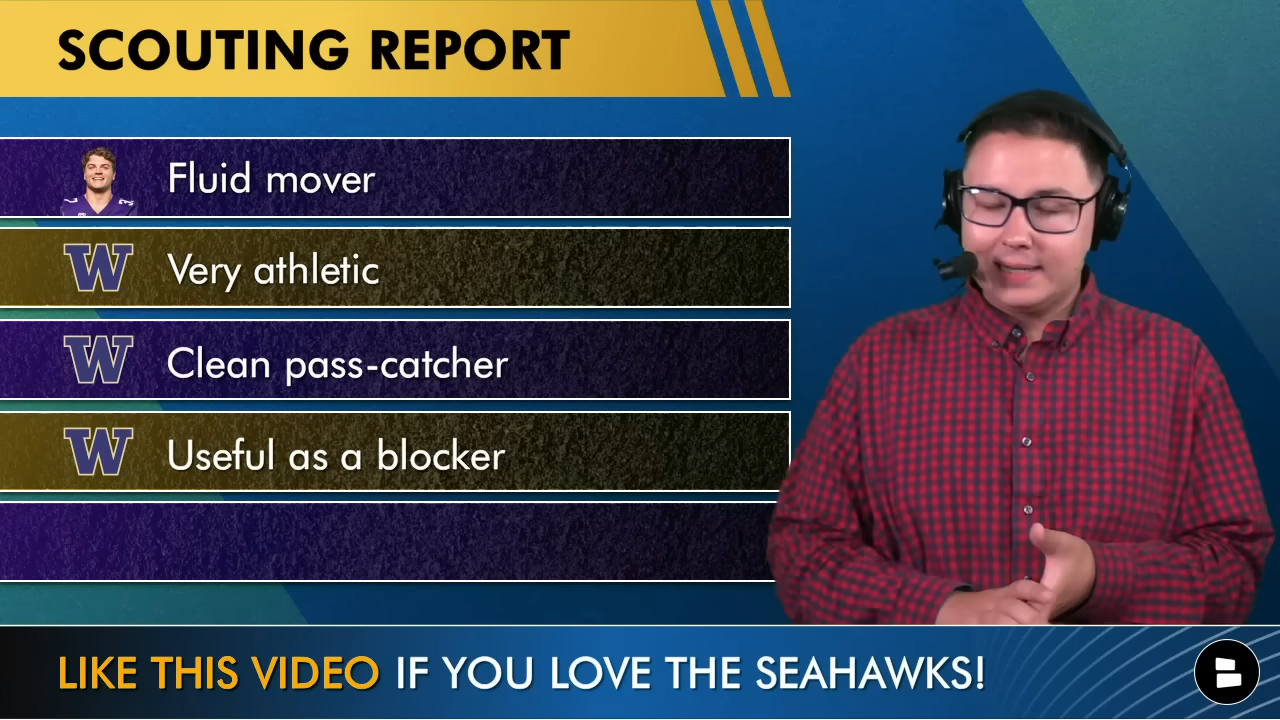 SCOUTING REPORT
Fluid mover
W Very athletic
W Clean pass-catcher
W Useful as a blocker
LIKE THIS VIDEO IF YOU LOVE THE SEAHAWKS!